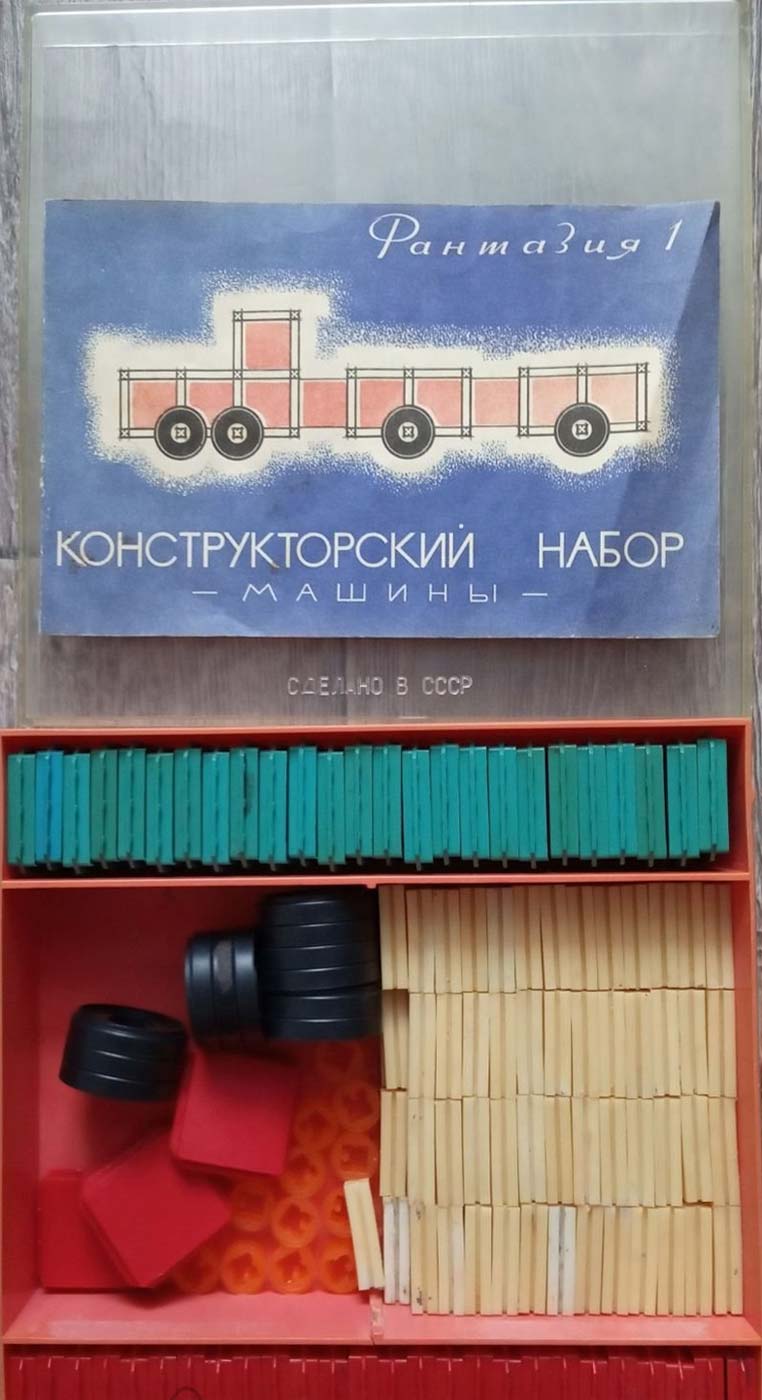 Фантазия 1
КОНСТРУКТОРСКИЙ НАБОР
— МАШИНЫ —
СДЕЛАНО В СССР